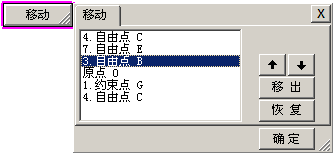 移动
移动 X
4.自由点 C
7.自由点 E
3.自由点 B
原点 O
1.约束点 G
4.自由点 C
移 出
恢 复
确 定